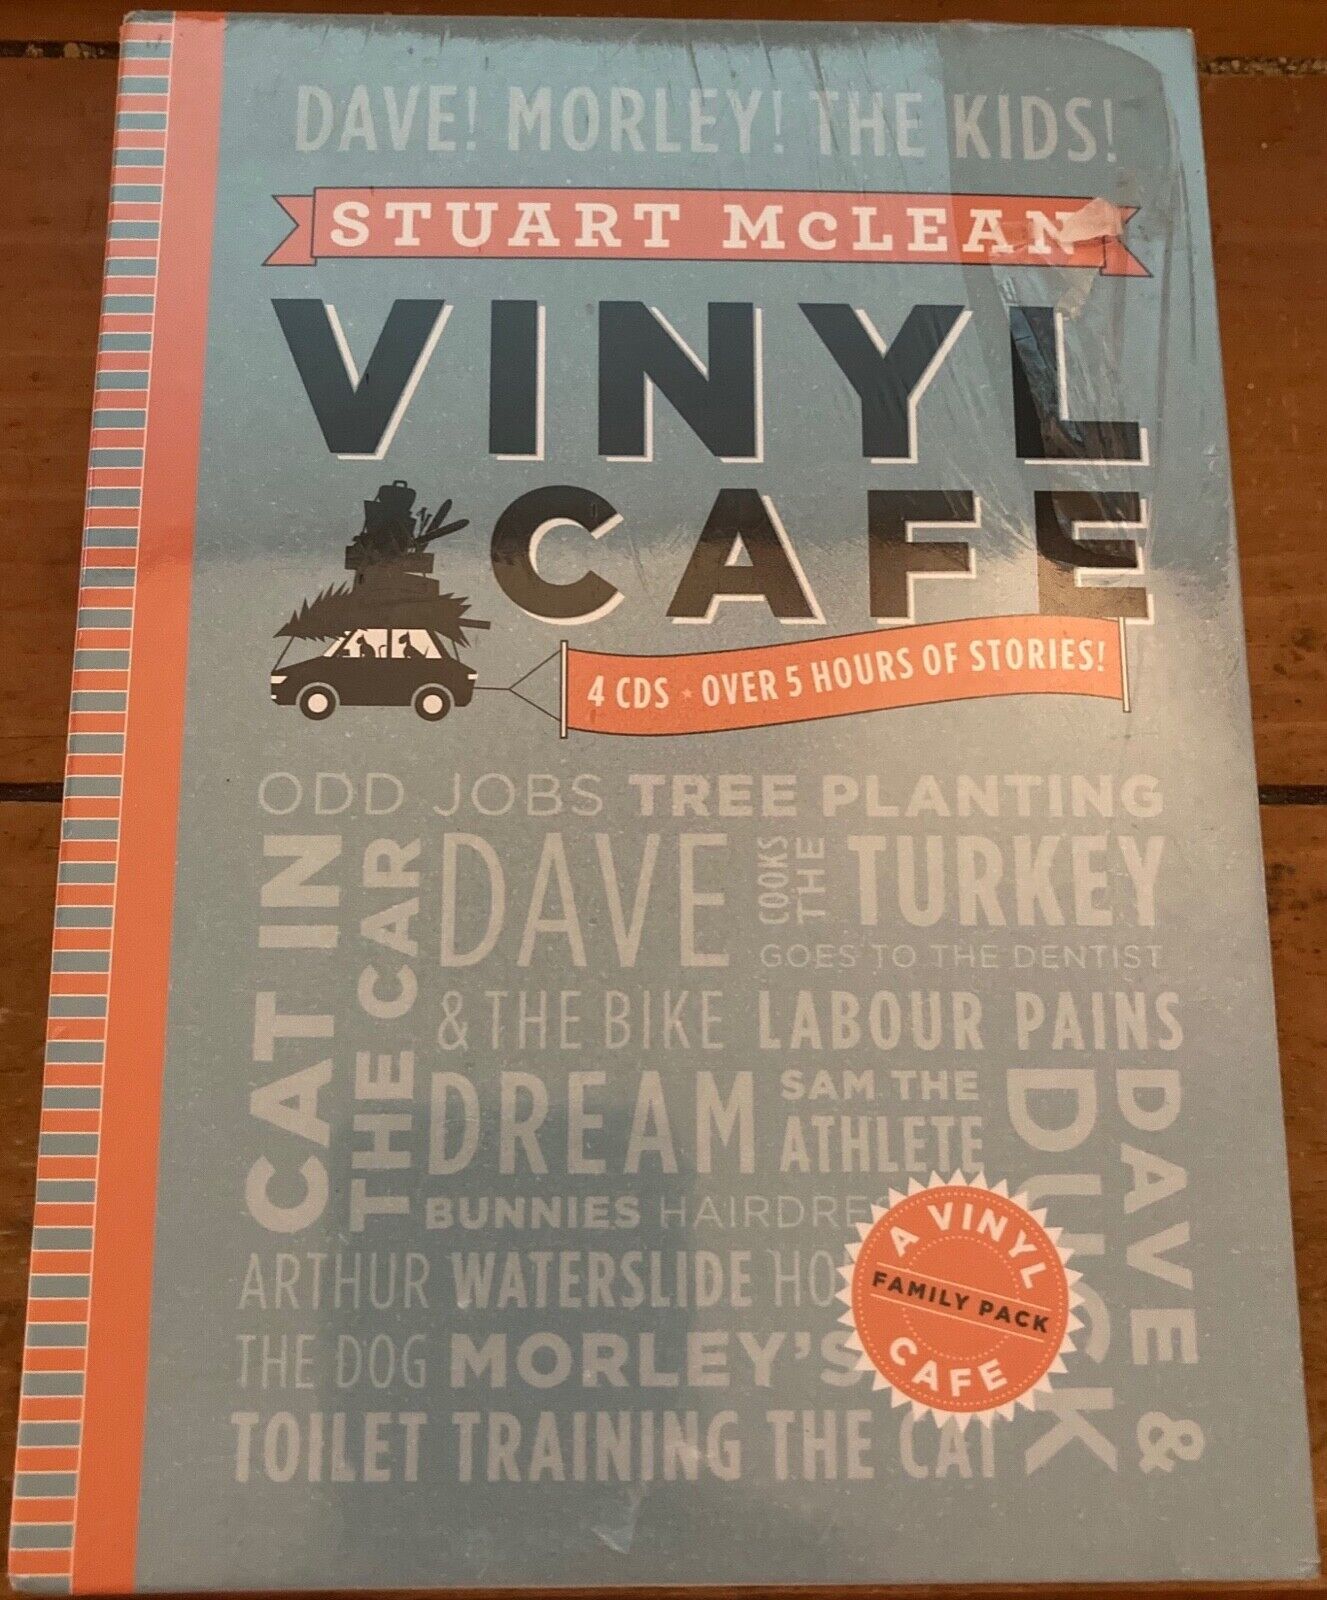 DAVE! MORLEY! THE KIDS!
STUART McLEAN
VINYL
CAFE
4 CDS ★ OVER 5 HOURS OF STORIES!
ODD JOBS TREE PLANTING
CAT IN
THE CAR
DAVE
COOKS
THE
TURKEY
GOES TO THE DENTIST
& THE BIKE LABOUR PAINS
DREAM
SAM THE
ATHLETE
DAVE &
DUCK
BUNNIES
ARTHUR WATERSLIDE
THE DOG MORLEY'S
TOILET TRAINING THE CAT
A VINYL
FAMILY PACK
CAFE